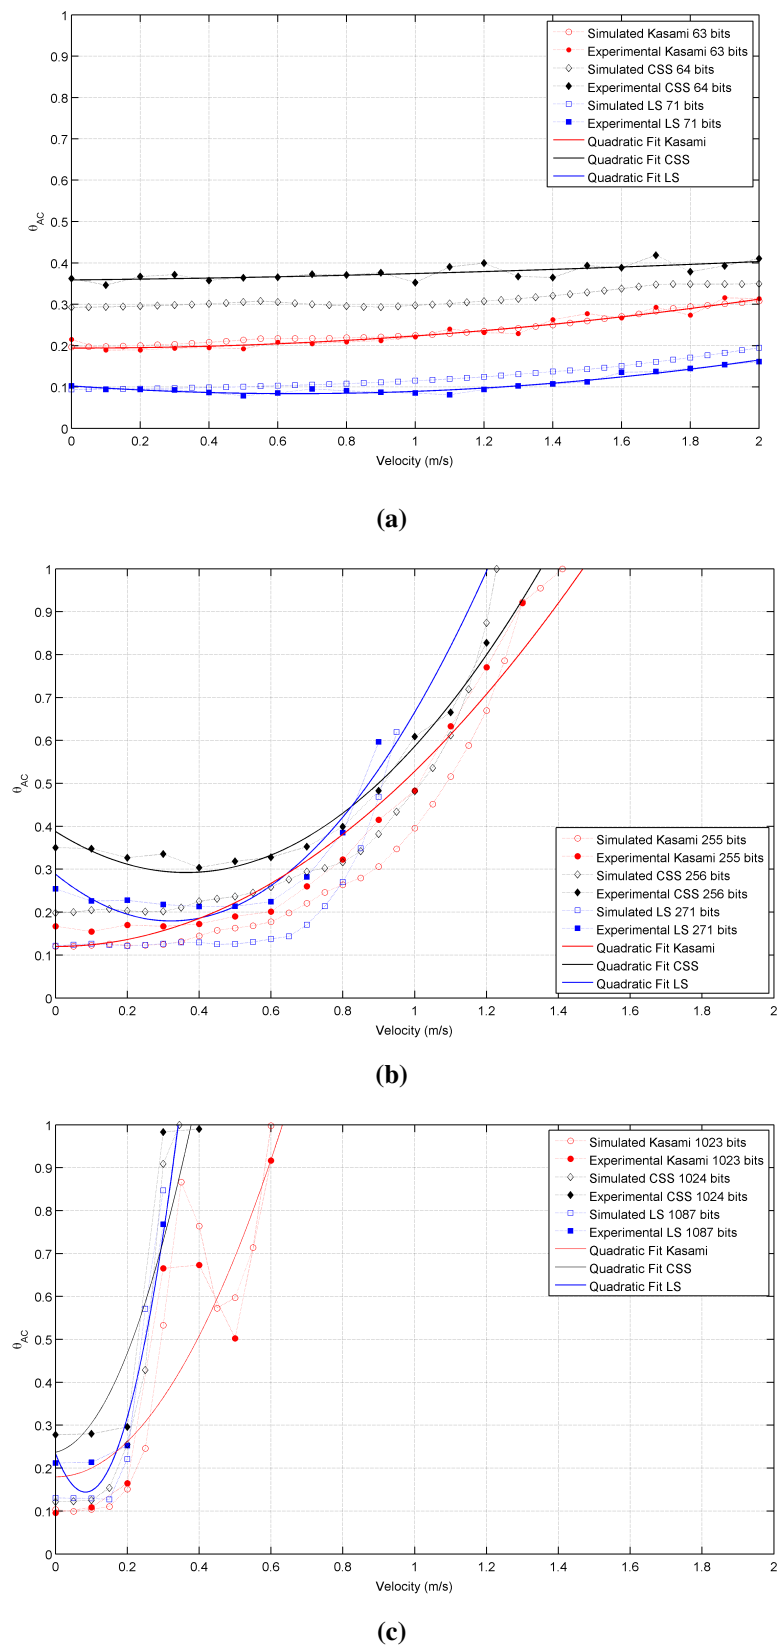 1
0.9
0.8
0.7
0.6
0.5
0.4
0.3
0.2
0.1
0
θAC
Simulated Kasami 63 bits
Experimental Kasami 63 bits
Simulated CSS 64 bits
Experimental CSS 64 bits
Simulated LS 71 bits
Experimental LS 71 bits
Quadratic Fit Kasami
Quadratic Fit CSS
Quadratic Fit LS
0 0.2 0.4 0.6 0.8 1 1.2 1.4 1.6 1.8 2
Velocity (m/s)
(a)
1
0.9
0.8
0.7
0.6
0.5
0.4
0.3
0.2
0.1
0
θAC
Simulated Kasami 255 bits
Experimental Kasami 255 bits
Simulated CSS 256 bits
Experimental CSS 256 bits
Simulated LS 271 bits
Experimental LS 271 bits
Quadratic Fit Kasami
Quadratic Fit CSS
Quadratic Fit LS
0 0.2 0.4 0.6 0.8 1 1.2 1.4 1.6 1.8 2
Velocity (m/s)
(b)
1
0.9
0.8
0.7
0.6
0.5
0.4
0.3
0.2
0.1
0
θAC
Simulated Kasami 1023 bits
Experimental Kasami 1023 bits
Simulated CSS 1024 bits
Experimental CSS 1024 bits
Simulated LS 1087 bits
Experimental LS 1087 bits
Quadratic Fit Kasami
Quadratic Fit CSS
Quadratic Fit LS
0 0.2 0.4 0.6 0.8 1 1.2 1.4 1.6 1.8 2
Velocity (m/s)
(c)